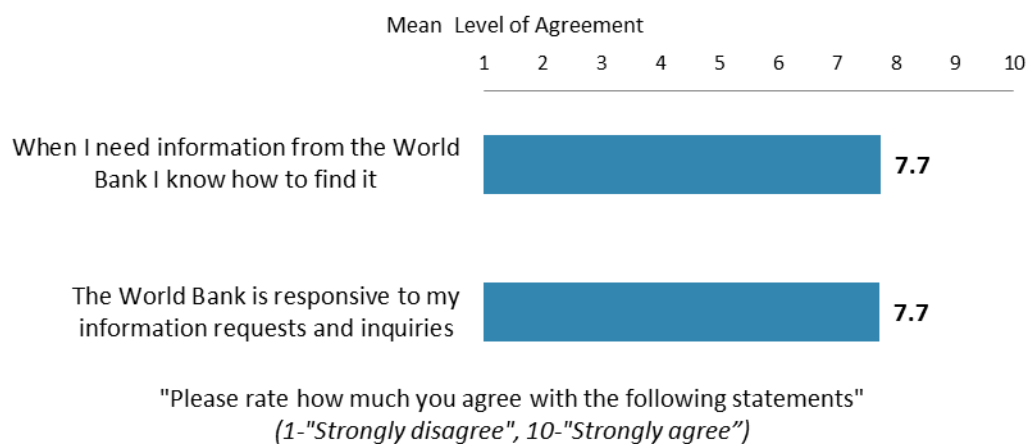 Mean Level of Agreement
1 2 3 4 5 6 7 8 9 10
When I need information from the World
Bank I know how to find it
7.7
The World Bank is responsive to my
information requests and inquiries
7.7
"Please rate how much you agree with the following statements"
(1-"Strongly disagree", 10-"Strongly agree”)